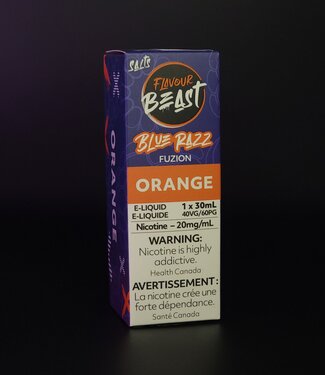 SALTS
FLAVOUR
BEAST
BLUE RAZZ
FUZION
ORANGE
E-LIQUID 1 x 30mL
E-LIQUIDE 40VG/60PG
Nicotine – 20mg/mL
WARNING:
Nicotine is highly
addictive.
Health Canada
AVERTISSEMENT :
La nicotine crée une
forte dépendance.
Santé Canada
ORANGE